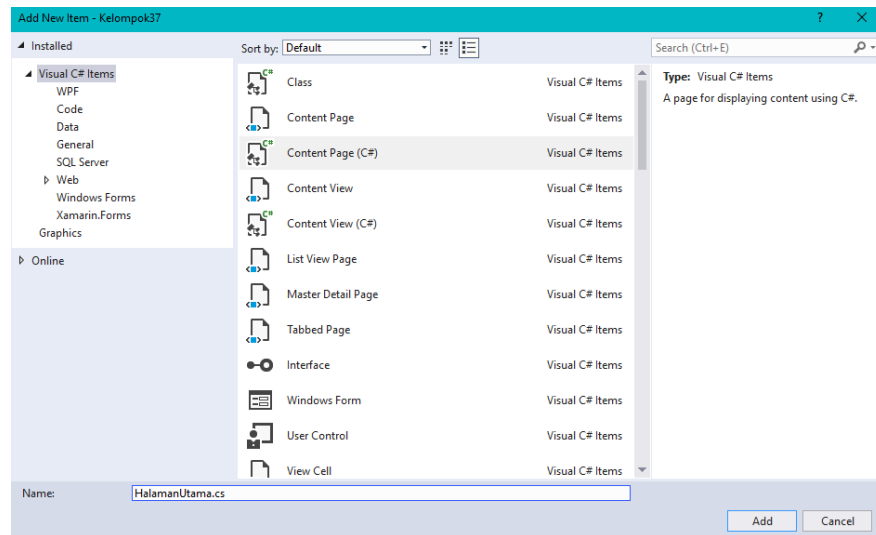 Add New Item - Kelompok37
? X
Installed
Sort by: Default
Search (Ctrl+E)
Visual C# Items
WPF
Code
Data
General
SQL Server
Web
Windows Forms
Xamarin.Forms
Graphics
Online
C# Class Visual C# Items
Content Page Visual C# Items
C# Content Page (C#) Visual C# Items
Content View Visual C# Items
C# Content View (C#) Visual C# Items
List View Page Visual C# Items
Master Detail Page Visual C# Items
Tabbed Page Visual C# Items
Interface Visual C# Items
Windows Form Visual C# Items
User Control Visual C# Items
View Cell Visual C# Items
Type: Visual C# Items
A page for displaying content using C#.
Name: HalamanUtama.cs
Add Cancel